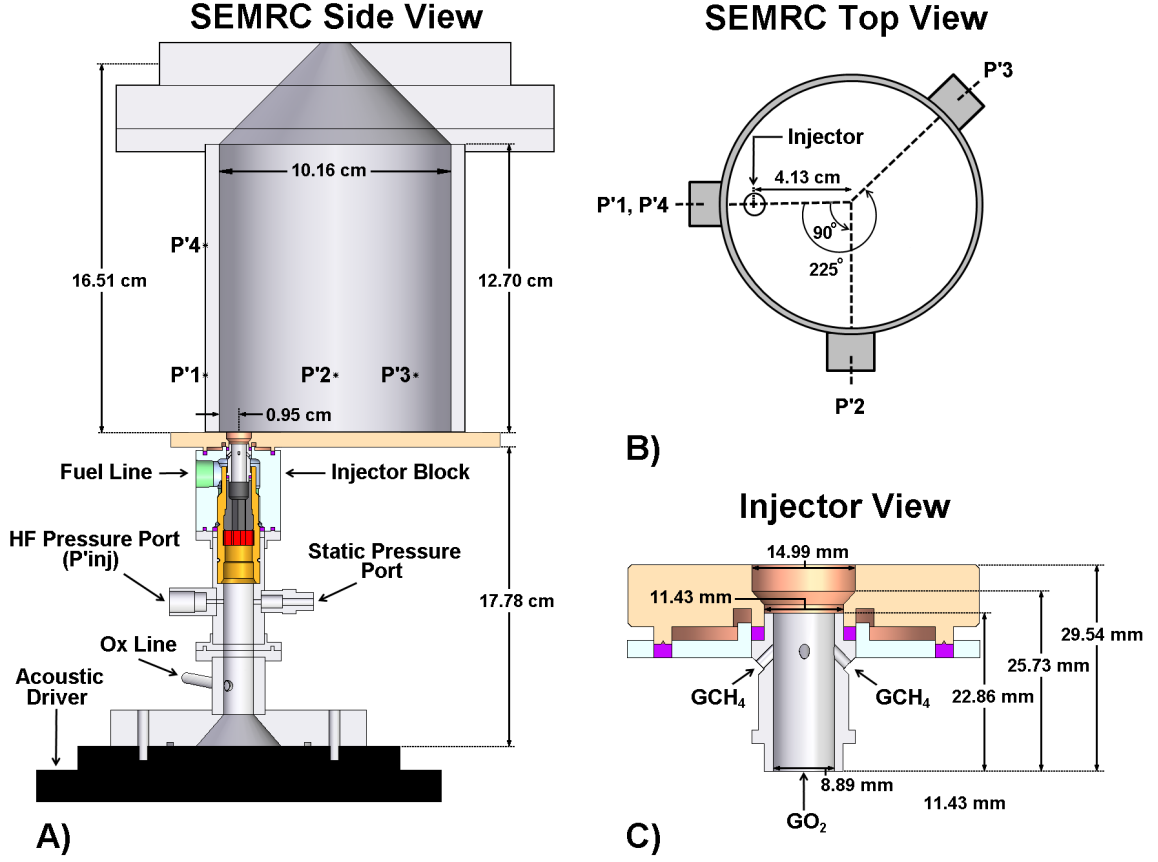 SEMRC Side View
10.16 cm
P'4
16.51 cm
12.70 cm
P'1
P'2
P'3
0.95 cm
Fuel Line
Injector Block
HF Pressure Port
(P'inj)
Static Pressure
Port
17.78 cm
Ox Line
Acoustic
Driver
A)
SEMRC Top View
P'3
Injector
4.13 cm
P'1, P'4
90°
225°
P'2
B)
Injector View
14.99 mm
11.43 mm
29.54 mm
25.73 mm
22.86 mm
GCH₄
GCH₄
8.89 mm
11.43 mm
GO₂
C)